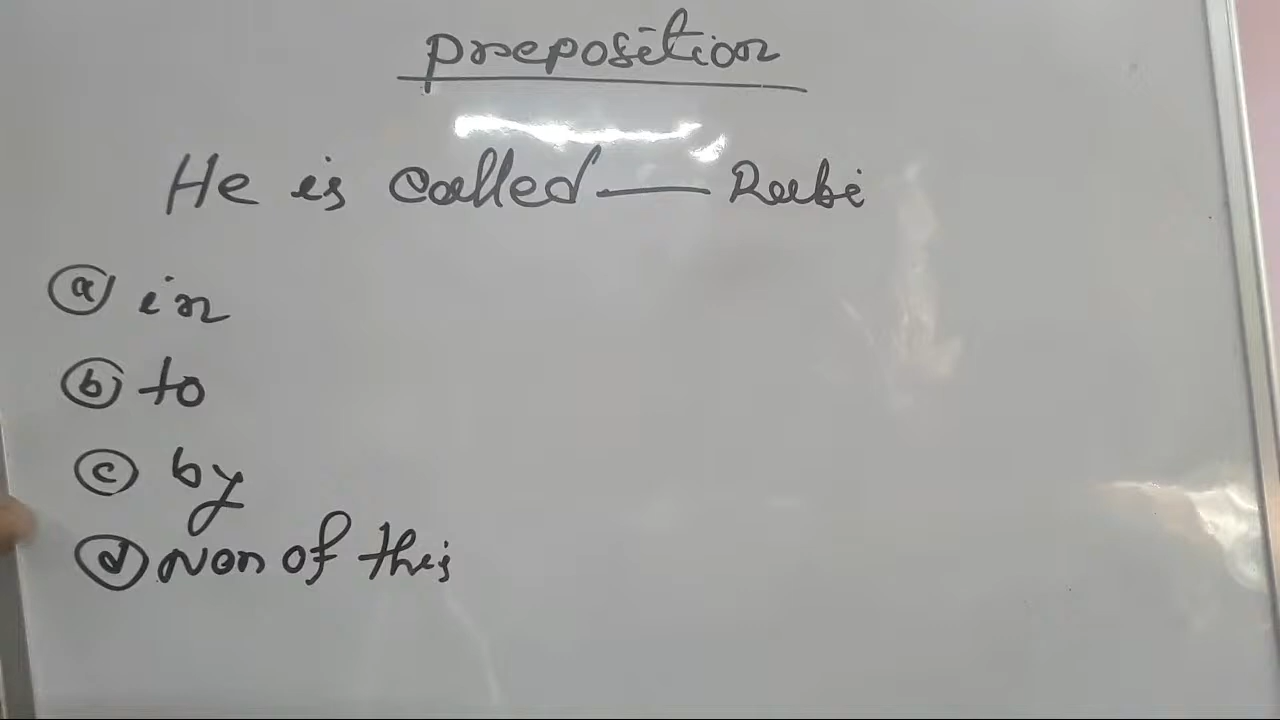 preposition
He is called — Rubi
ⓐ in
ⓑ to
ⓒ by
ⓓ Non of this